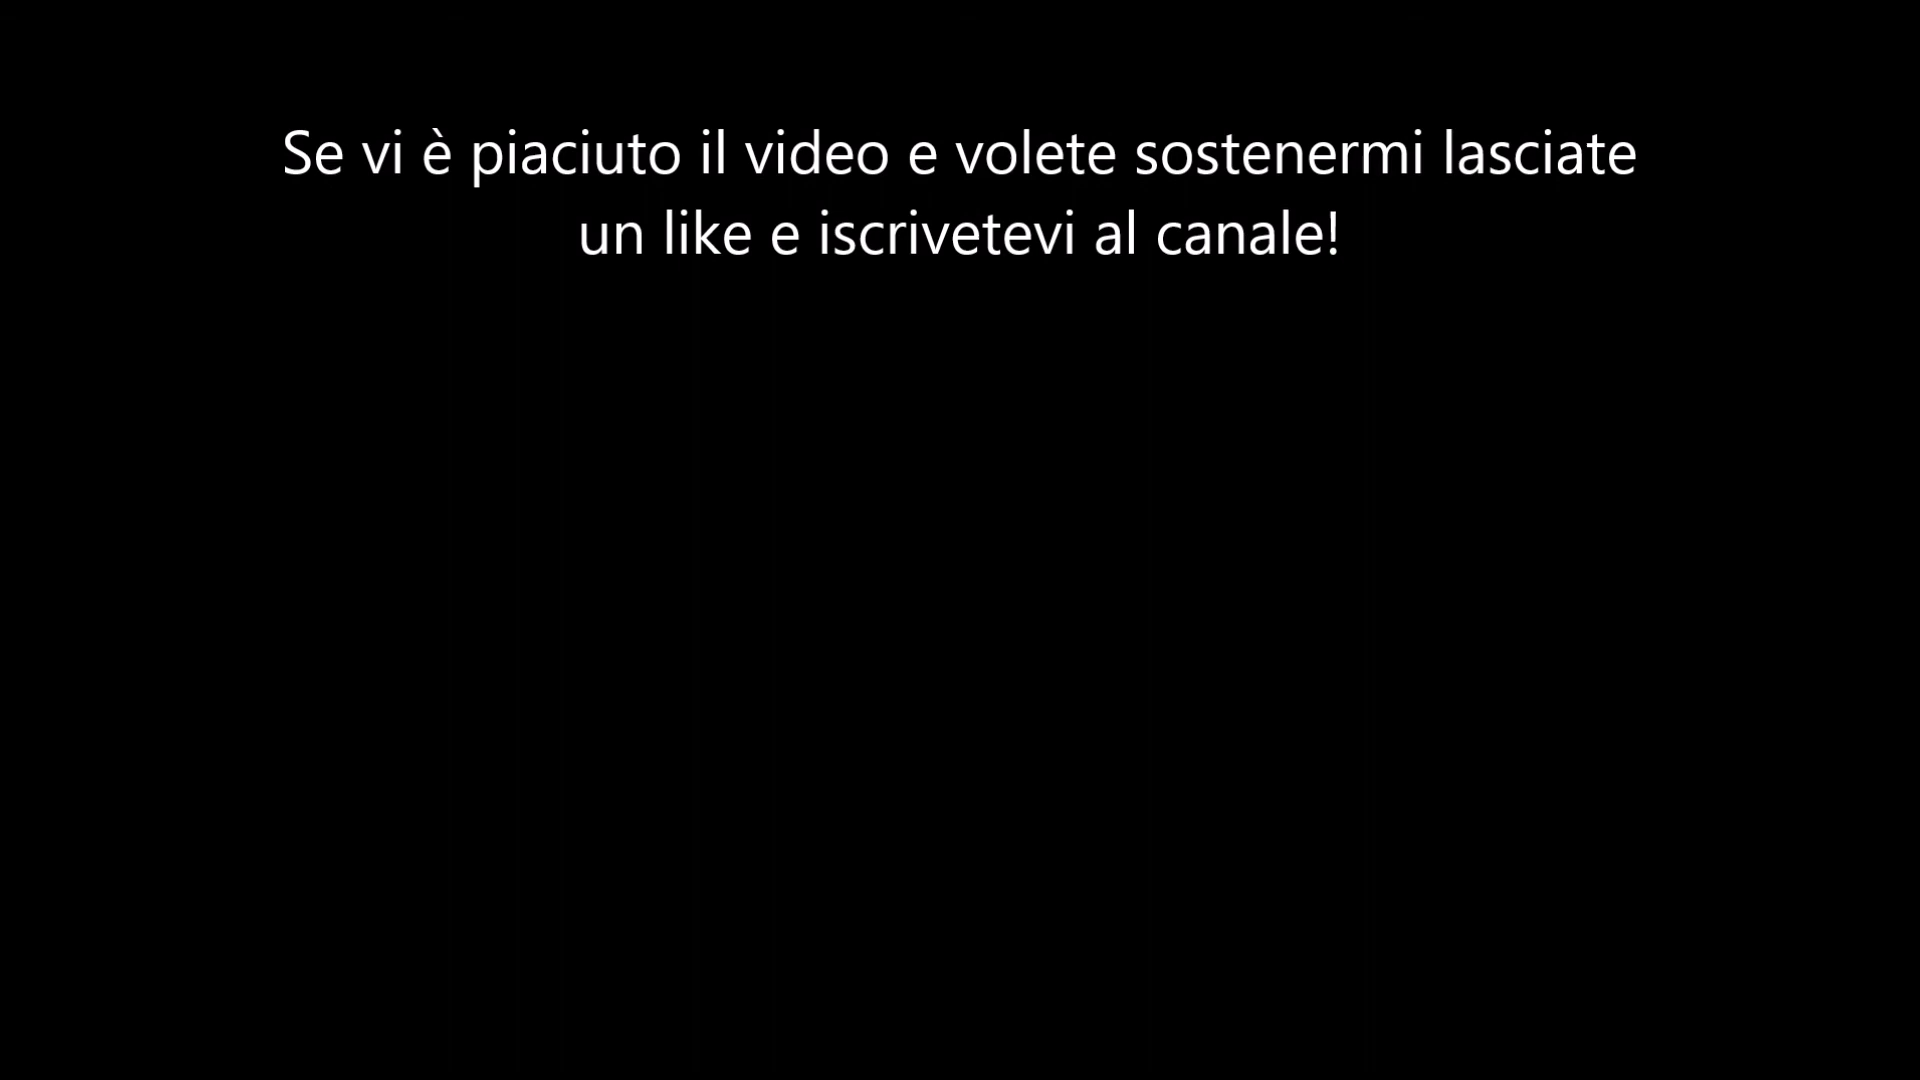 Se vi è piaciuto il video e volete sostenermi lasciate
un like e iscrivetevi al canale!